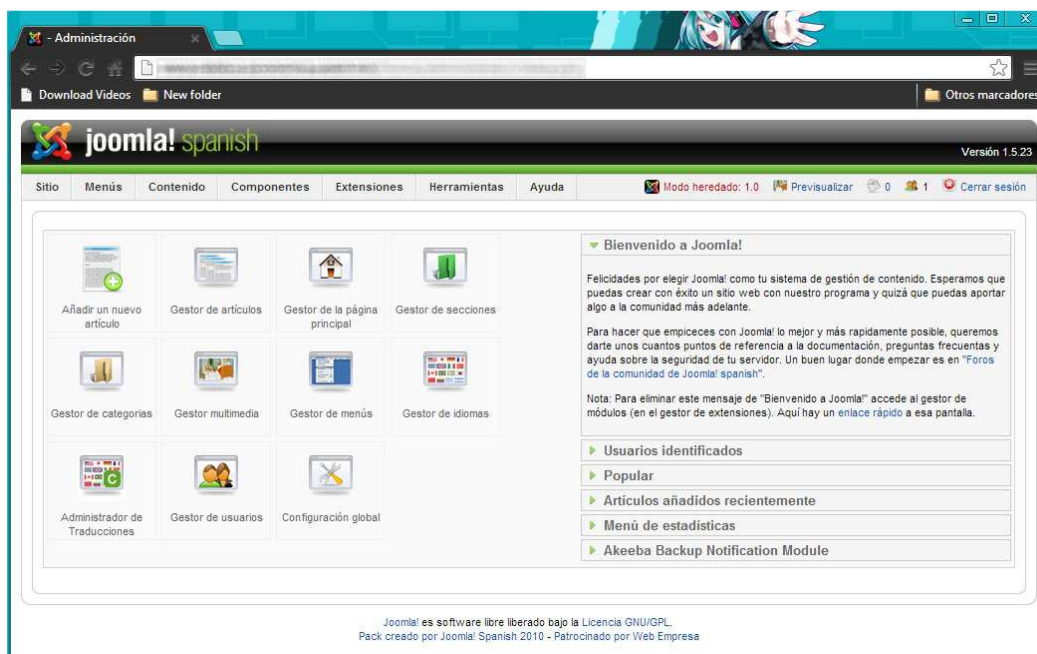 - Administración
Download Videos
New folder
Otros marcadores
joomla! spanish
Versión 1.5.23
Sitio Menús Contenido Componentes Extensiones Herramientas Ayuda
Modo heredado: 1.0 Previsualizar 0 1 Cerrar sesión
Añadir un nuevo
artículo
Gestor de artículos
Gestor de la página
principal
Gestor de secciones
Gestor de categorias
Gestor multimedia
Gestor de menús
Gestor de idiomas
Administrador de
Traducciones
Gestor de usuarios
Configuración global
Bienvenido a Joomla!
Felicidades por elegir Joomla! como tu sistema de gestión de contenido. Esperamos que
puedas crear con éxito un sitio web con nuestro programa y quizá que puedas aportar
algo a la comunidad más adelante.
Para hacer que empiceces con Joomla! lo mejor y más rapidamente posible, queremos
darte unos cuantos puntos de referencia a la documentación, preguntas frecuentas y
ayuda sobre la seguridad de tu servidor. Un buen lugar donde empezar es en "Foros
de la comunidad de Joomla! spanish".
Nota: Para eliminar este mensaje de "Bienvenido a Joomla!" accede al gestor de
módulos (en el gestor de extensiones). Aquí hay un enlace rápido a esa pantalla.
Usuarios identificados
Popular
Artículos añadidos recientemente
Menú de estadísticas
Akeeba Backup Notification Module
Joomla! es software libre liberado bajo la Licencia GNU/GPL.
Pack creado por Joomla! Spanish 2010 - Patrocinado por Web Empresa